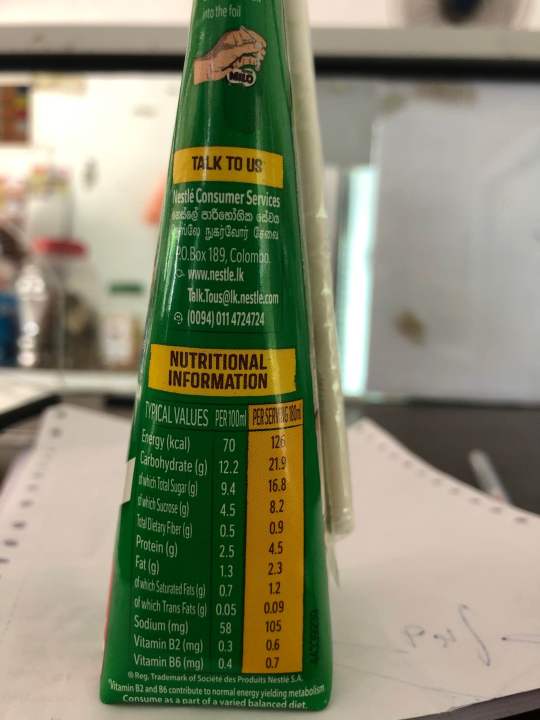 into the foil
MILO
TALK TO US
Nestlé Consumer Services
නෙස්ලේ පාරිභෝගික සේවය
நெஸ்லே நுகர்வோர் சேவை
P.O.Box 189, Colombo.
www.nestle.lk
Talk.Tous@lk.nestle.com
(0094) 011 4724724
NUTRITIONAL
INFORMATION
TYPICAL VALUES PER 100ml PER SERVING 180ml
Energy (kcal) 70 126
Carbohydrate (g) 12.2 21.9
of which Total Sugar (g) 9.4 16.8
of which Sucrose (g) 4.5 8.2
Total Dietary Fiber (g) 0.5 0.9
Protein (g) 2.5 4.5
Fat (g) 1.3 2.3
of which Saturated Fats (g) 0.7 1.2
of which Trans Fats (g) 0.05 0.09
Sodium (mg) 58 105
Vitamin B2 (mg) 0.3 0.6
Vitamin B6 (mg) 0.4 0.7
® Reg. Trademark of Société des Produits Nestlé S.A.
*Vitamin B2 and B6 contribute to normal energy yielding metabolism
Consume as a part of a varied balanced diet.